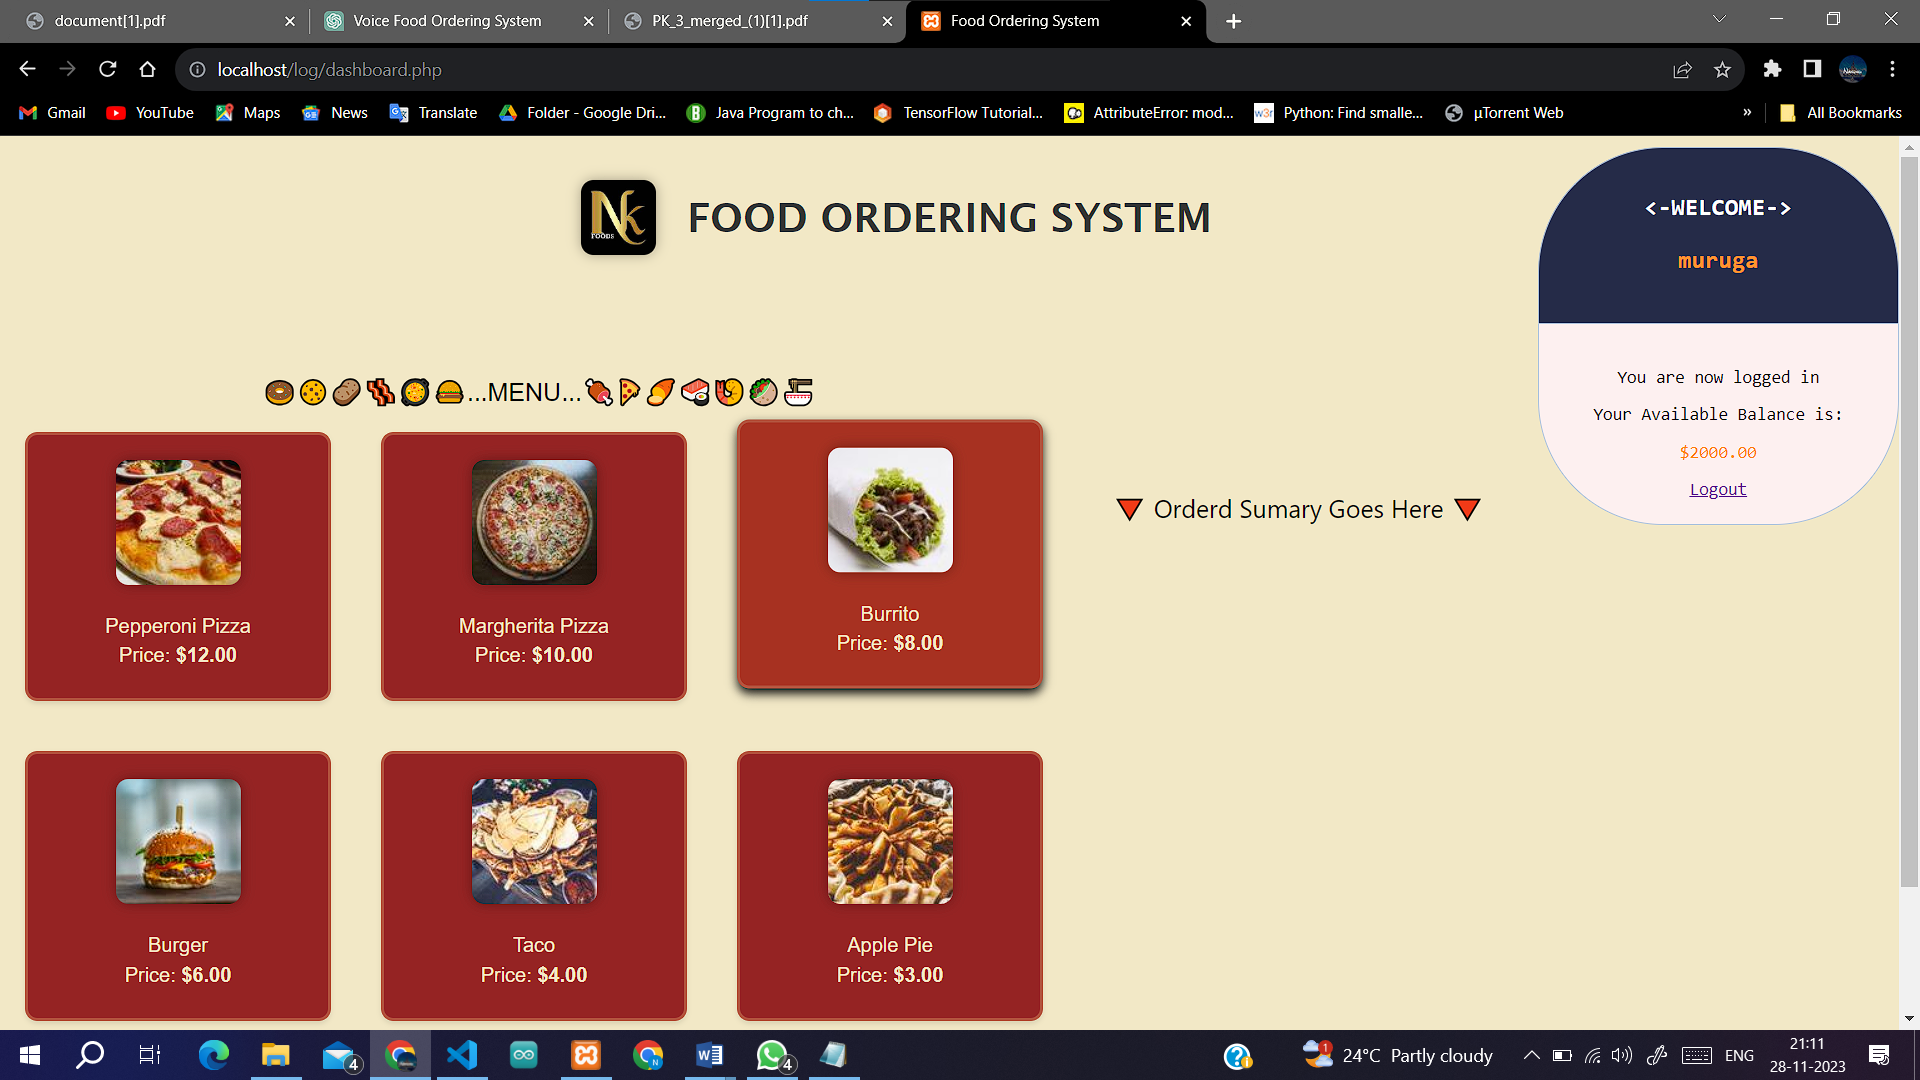 document[1].pdf
Voice Food Ordering System
PK_3_merged_(1)[1].pdf
Food Ordering System
localhost/log/dashboard.php
Gmail YouTube Maps News Translate Folder - Google Dri... Java Program to ch... TensorFlow Tutorial... AttributeError: mod... Python: Find smalle... µTorrent Web » All Bookmarks
NK
FOODS
FOOD ORDERING SYSTEM
<-WELCOME->
muruga
You are now logged in
Your Available Balance is:
$2000.00
Logout
...MENU...
Pepperoni Pizza
Price: $12.00
Margherita Pizza
Price: $10.00
Burrito
Price: $8.00
Orderd Sumary Goes Here
Burger
Price: $6.00
Taco
Price: $4.00
Apple Pie
Price: $3.00
4
4
1
24°C Partly cloudy
ENG
21:11
28-11-2023